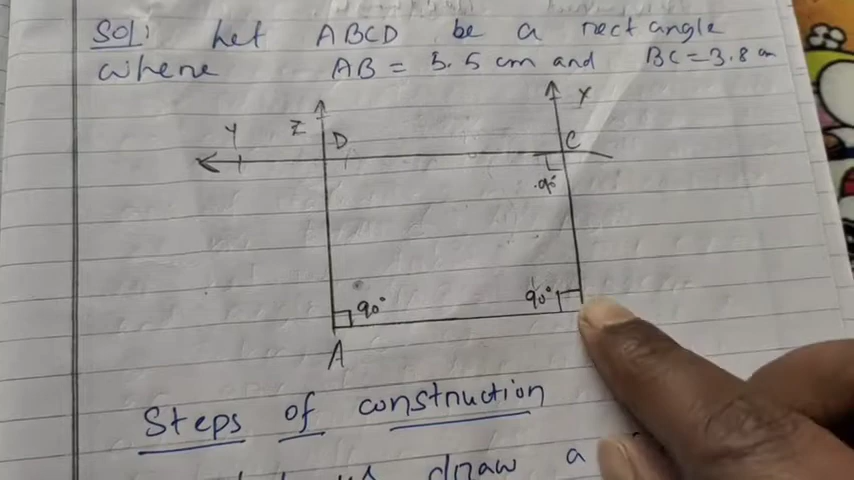 Sol:  Let ABCD be a rectangle
where AB = 5.5 cm and BC = 3.8 cm
Y Z D X C
90°
90° 90°
A
Steps of construction
draw a